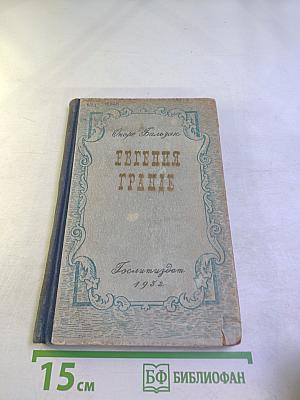 Оноре Бальзак
ЕВГЕНИЯ
ГРАНДЕ
Гослитиздат
1952
15 см
БФ БИБЛИОФАН